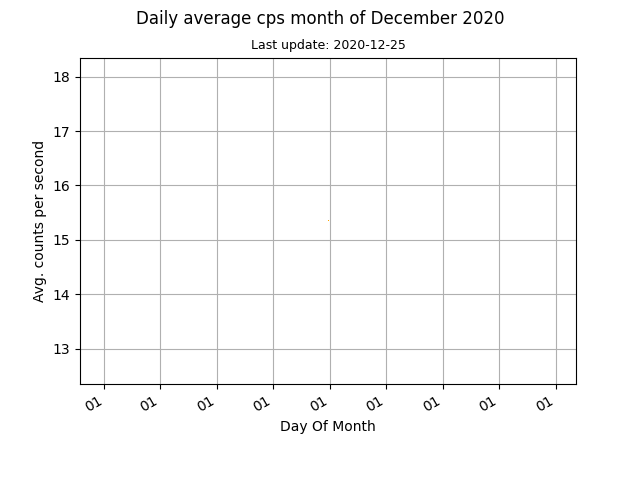 Daily average cps month of December 2020
Last update: 2020-12-25
18
17
16
15
14
13
Avg. counts per second
01 01 01 01 01 01 01 01 01
Day Of Month